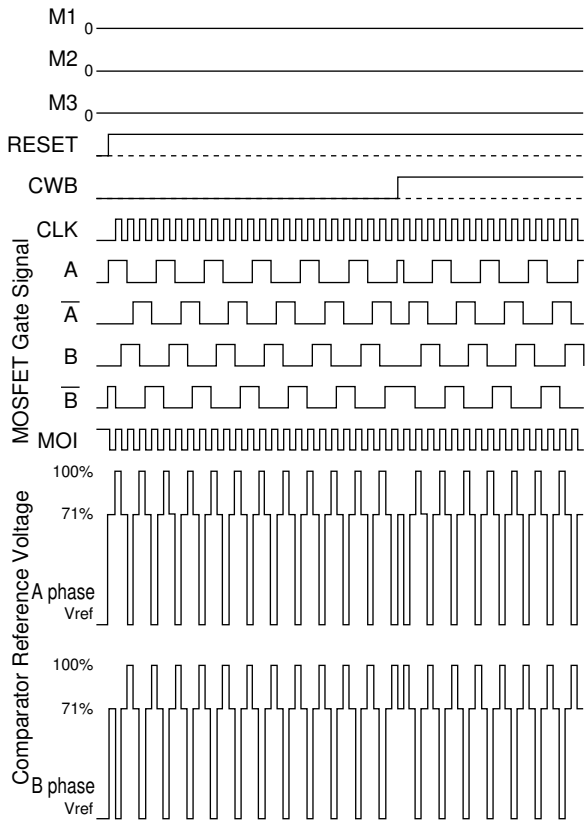 M1 0
M2 0
M3 0
RESET
CWB
CLK
MOSFET Gate Signal
A
A̅
B
B̅
MOI
Comparator Reference Voltage
100%
71%
A phase
Vref
100%
71%
B phase
Vref